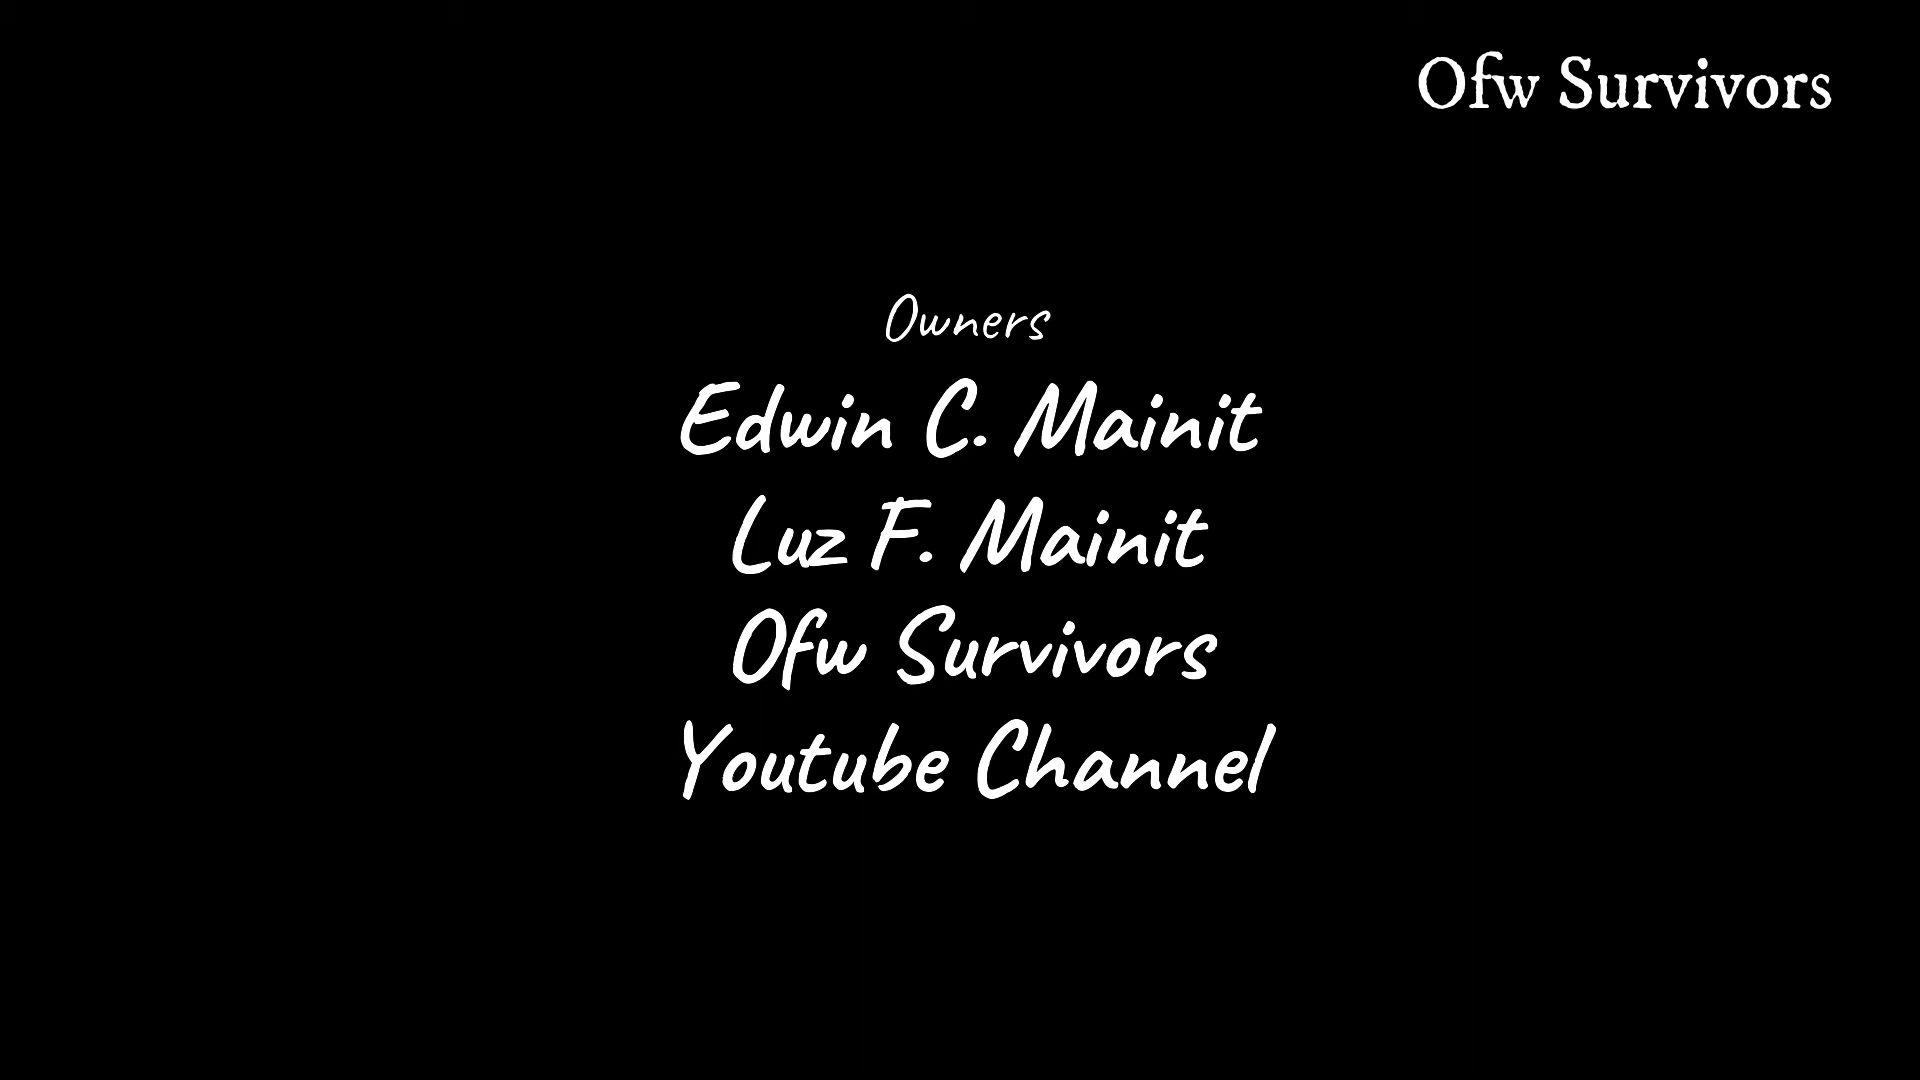 Ofw Survivors
Owners
Edwin C. Mainit
Luz F. Mainit
Ofw Survivors
Youtube Channel